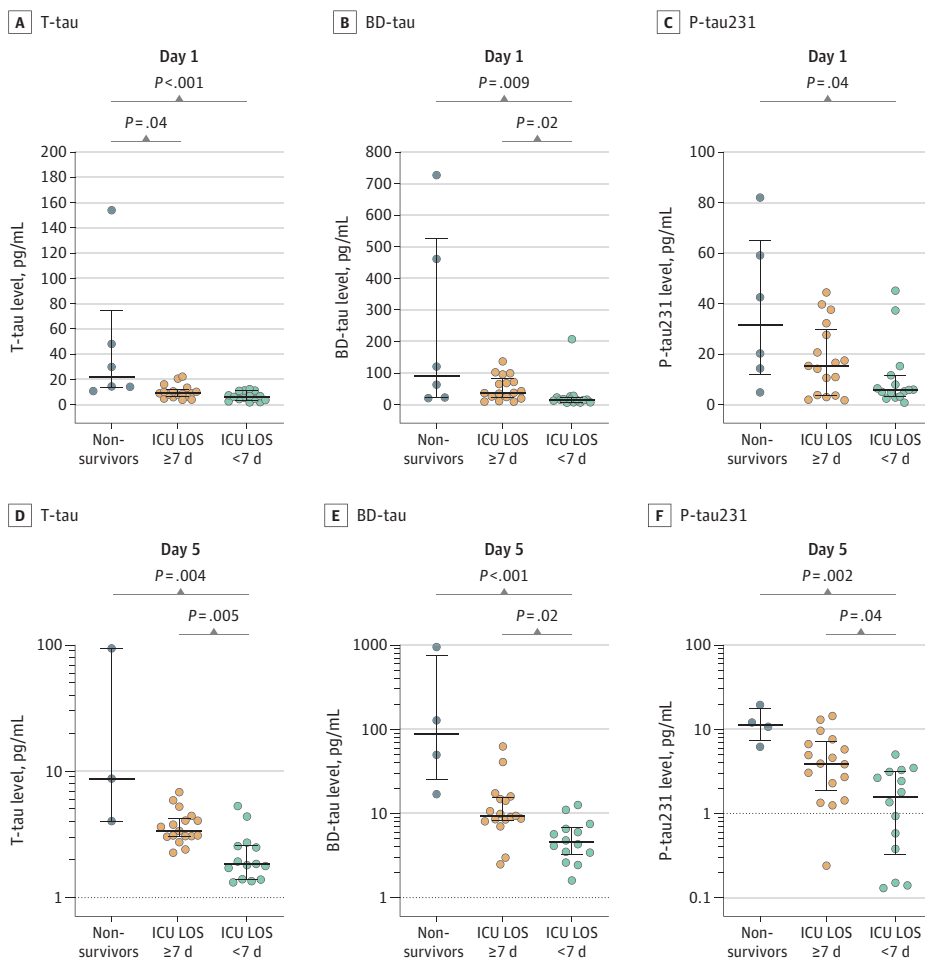 A T-tau
Day 1
P<.001
P=.04
T-tau level, pg/mL
200
180
160
140
120
100
80
60
40
20
0
Non-survivors
ICU LOS ≥7 d
ICU LOS <7 d
B BD-tau
Day 1
P=.009
P=.02
BD-tau level, pg/mL
800
700
600
500
400
300
200
100
0
Non-survivors
ICU LOS ≥7 d
ICU LOS <7 d
C P-tau231
Day 1
P=.04
P-tau231 level, pg/mL
100
80
60
40
20
0
Non-survivors
ICU LOS ≥7 d
ICU LOS <7 d
D T-tau
Day 5
P=.004
P=.005
T-tau level, pg/mL
100
10
1
Non-survivors
ICU LOS ≥7 d
ICU LOS <7 d
E BD-tau
Day 5
P<.001
P=.02
BD-tau level, pg/mL
1000
100
10
1
Non-survivors
ICU LOS ≥7 d
ICU LOS <7 d
F P-tau231
Day 5
P=.002
P=.04
P-tau231 level, pg/mL
100
10
1
0.1
Non-survivors
ICU LOS ≥7 d
ICU LOS <7 d